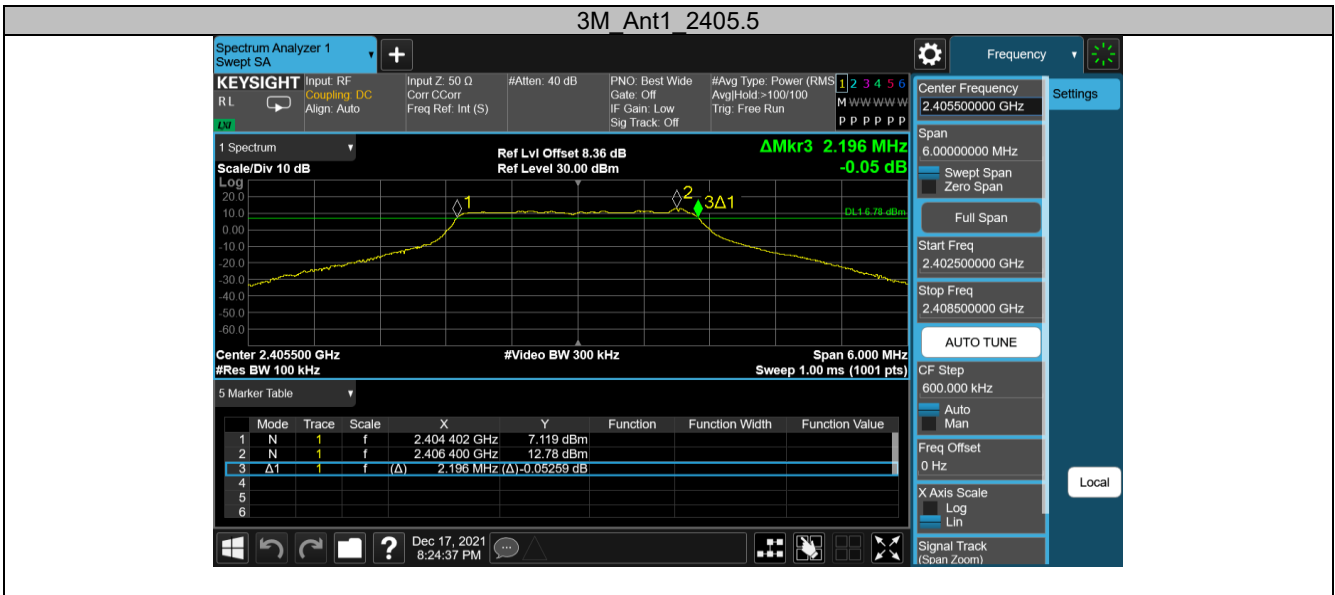 3M_Ant1_2405.5
Spectrum Analyzer 1
Swept SA
+
Frequency
KEYSIGHT
R L
LXI
Input: RF
Coupling: DC
Align: Auto
Input Z: 50 Ω
Corr CCorr
Freq Ref: Int (S)
#Atten: 40 dB
PNO: Best Wide
Gate: Off
IF Gain: Low
Sig Track: Off
#Avg Type: Power (RMS
Avg|Hold:>100/100
Trig: Free Run
1 2 3 4 5 6
M W W W W W
P P P P P P
1 Spectrum
Scale/Div 10 dB
Ref Lvl Offset 8.36 dB
Ref Level 30.00 dBm
ΔMkr3 2.196 MHz
-0.05 dB
Log
20.0
10.0
0.00
-10.0
-20.0
-30.0
-40.0
-50.0
-60.0
1
2
3Δ1
DL1 6.78 dBm
Center 2.405500 GHz
#Video BW 300 kHz
Span 6.000 MHz
#Res BW 100 kHz
Sweep 1.00 ms (1001 pts)
5 Marker Table
Mode Trace Scale X Y Function Function Width Function Value
1 N 1 f 2.404 402 GHz 7.119 dBm
2 N 1 f 2.406 400 GHz 12.78 dBm
3 Δ1 1 f (Δ) 2.196 MHz (Δ) -0.05259 dB
4
5
6
?
Dec 17, 2021
8:24:37 PM
Center Frequency
2.405500000 GHz
Span
6.00000000 MHz
Swept Span
Zero Span
Full Span
Start Freq
2.402500000 GHz
Stop Freq
2.408500000 GHz
AUTO TUNE
CF Step
600.000 kHz
Auto
Man
Freq Offset
0 Hz
X Axis Scale
Log
Lin
Signal Track
(Span Zoom)
Settings
Local